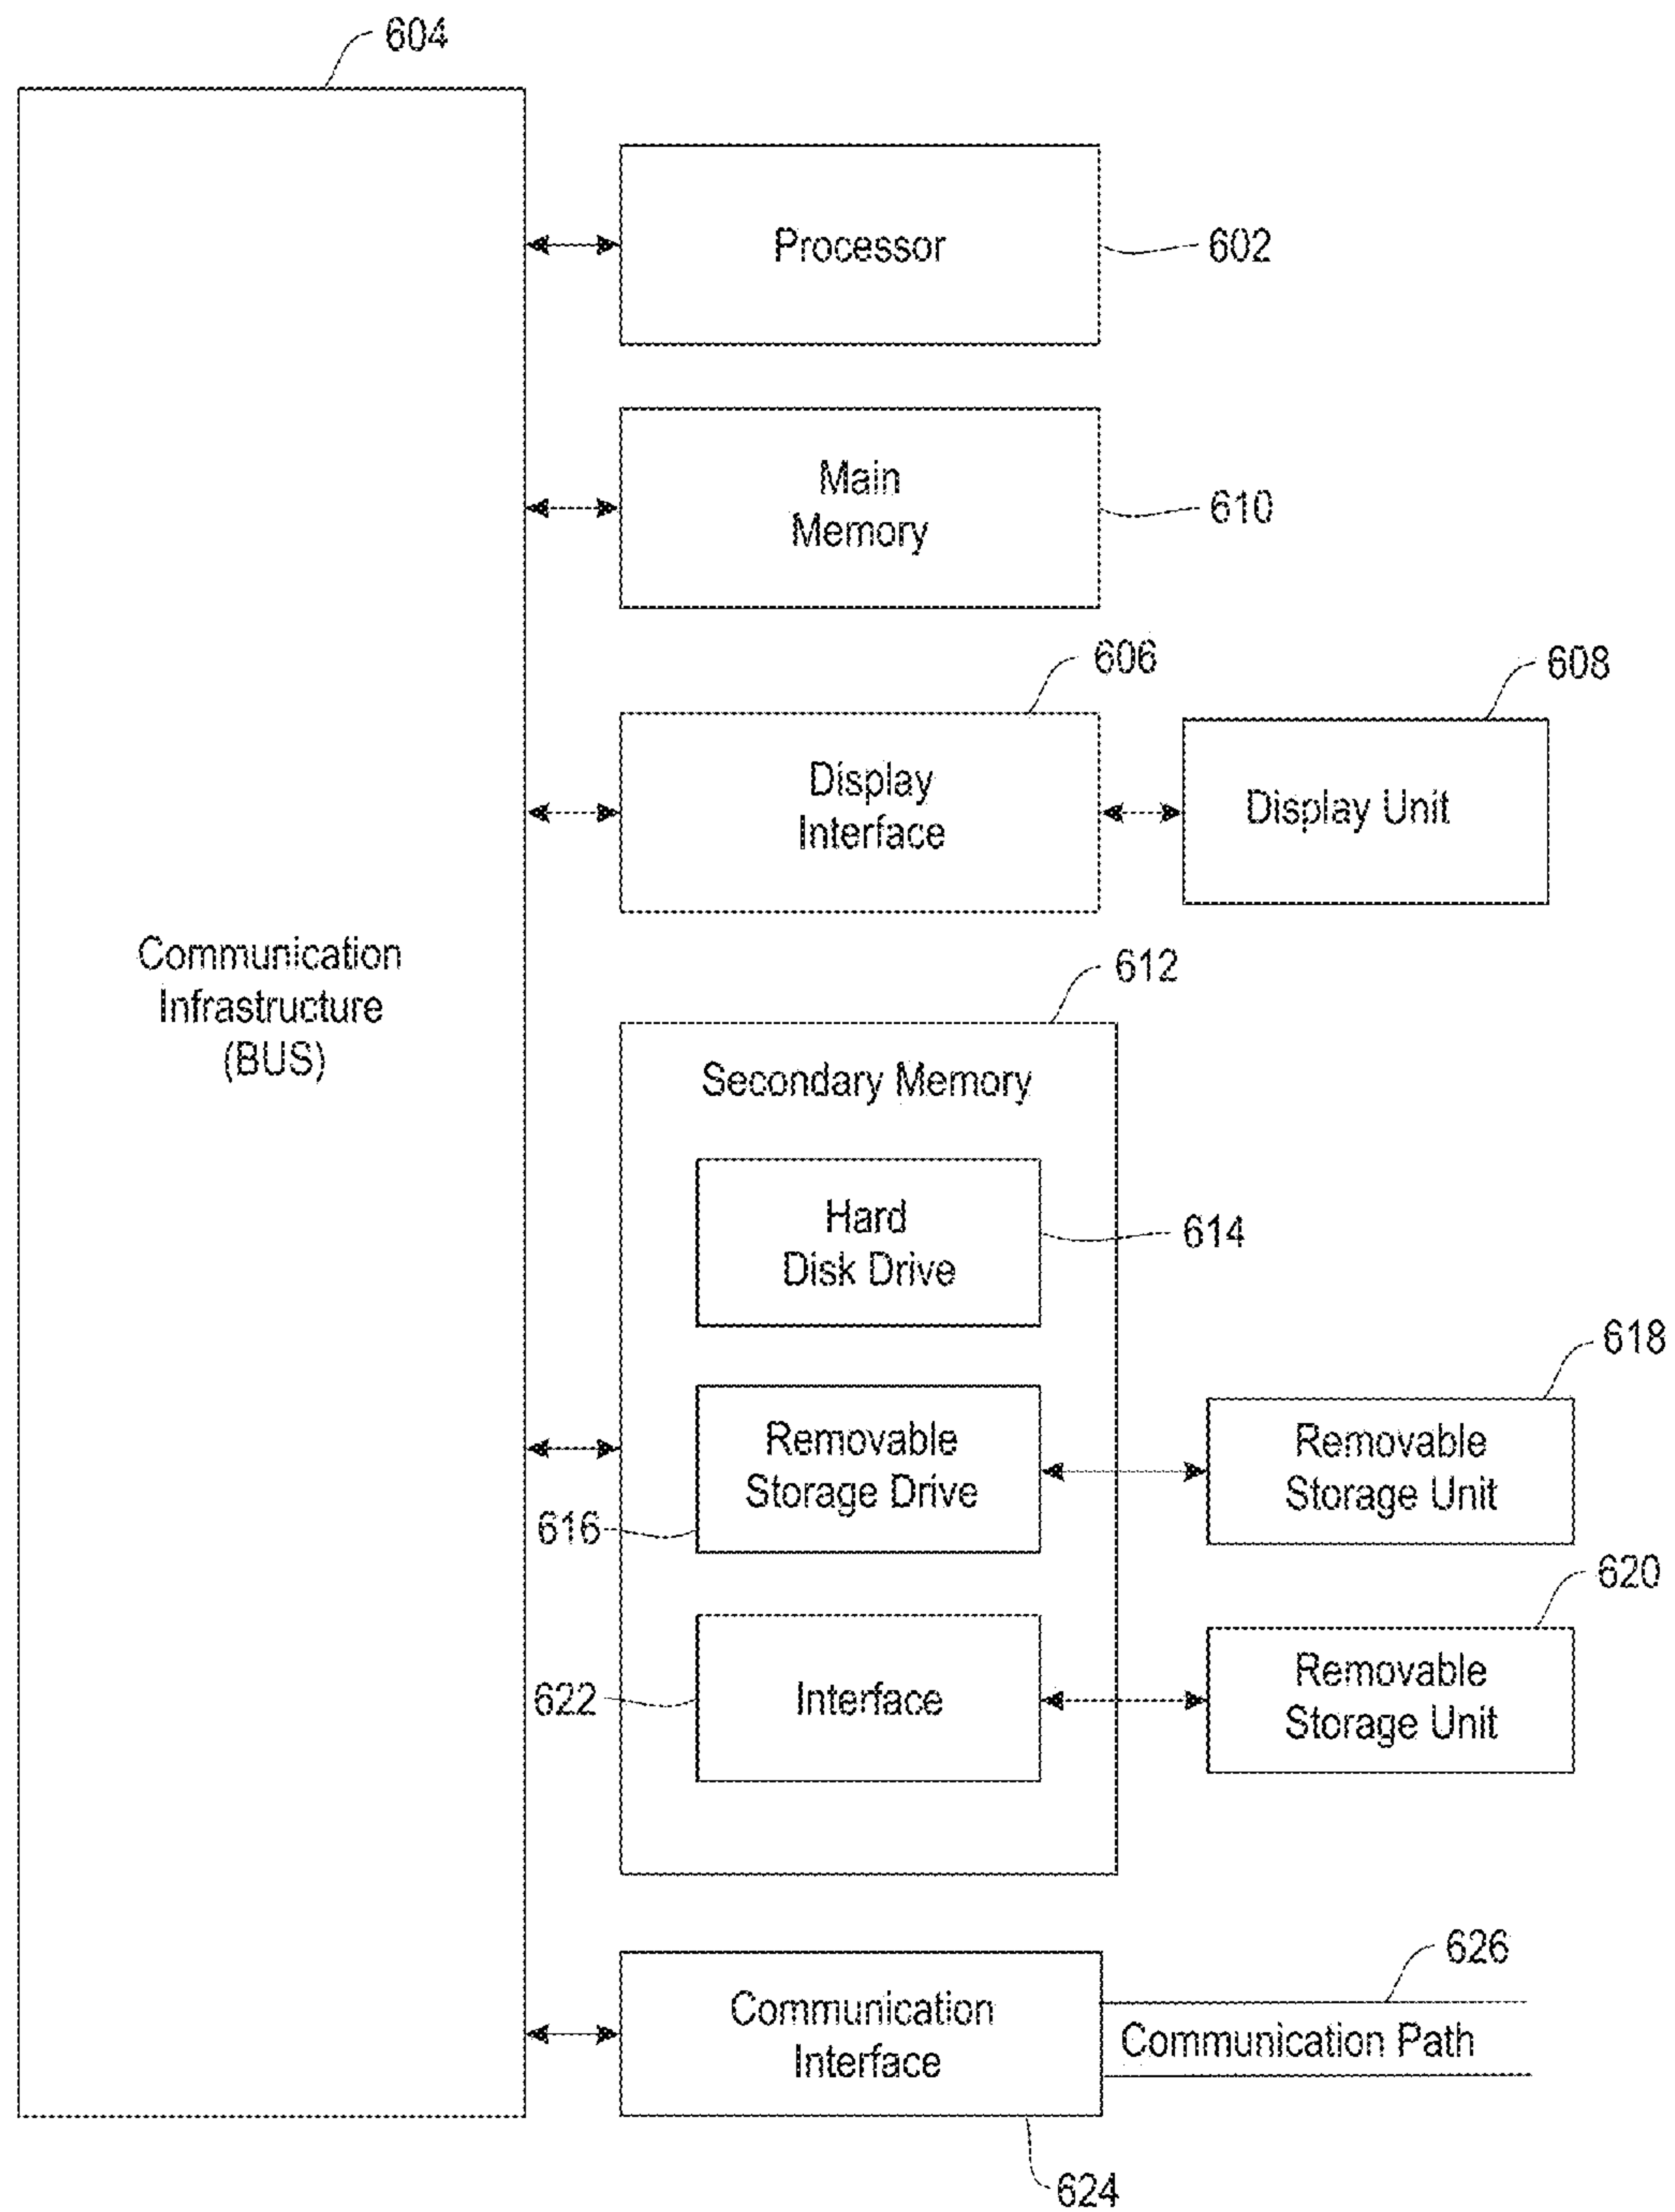 604
Processor
602
Main
Memory
610
606
608
Display
Interface
Display Unit
Communication
Infrastructure
(BUS)
612
Secondary Memory
Hard
Disk Drive
614
618
Removable
Storage Drive
616
Removable
Storage Unit
620
Interface
622
Removable
Storage Unit
626
Communication
Interface
Communication Path
624